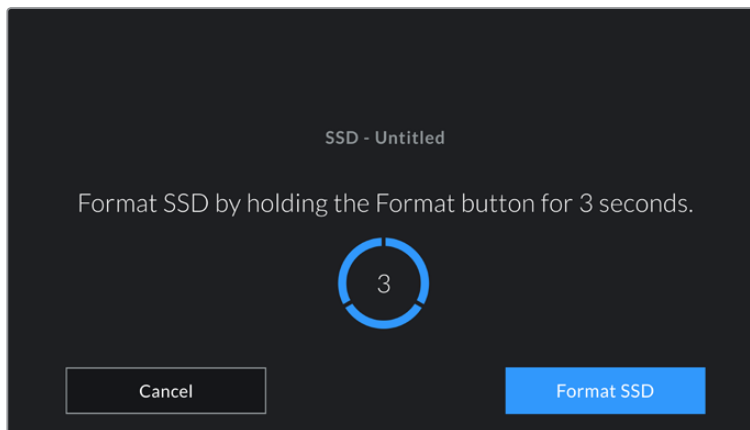 SSD - Untitled
Format SSD by holding the Format button for 3 seconds.
3
Cancel
Format SSD